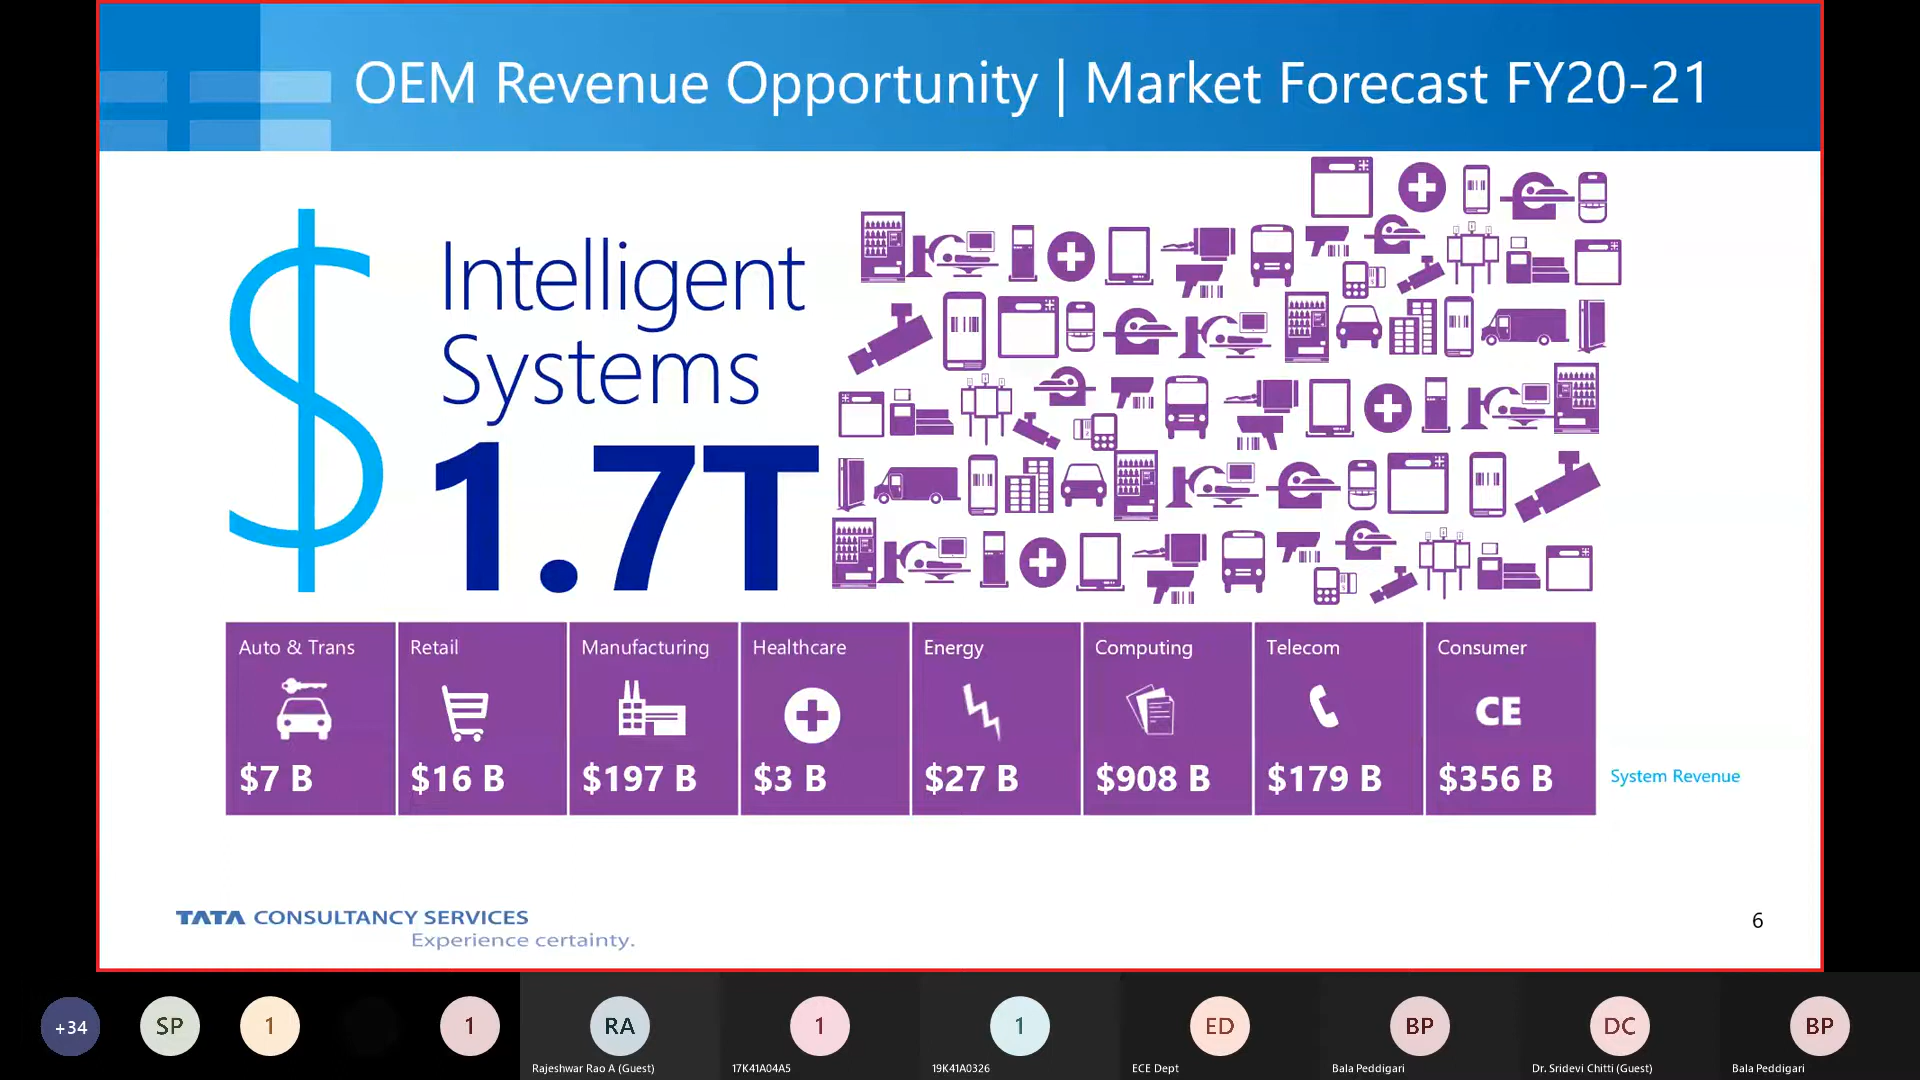 OEM Revenue Opportunity | Market Forecast FY20-21
$
Intelligent
Systems
1.7T
Auto & Trans
$7 B
Retail
$16 B
Manufacturing
$197 B
Healthcare
$3 B
Energy
$27 B
Computing
$908 B
Telecom
$179 B
Consumer
CE
$356 B
System Revenue
TATA CONSULTANCY SERVICES
Experience certainty.
6
+34
SP
1
1
RA
Rajeshwar Rao A (Guest)
1
17K41A04A5
1
19K41A0326
ED
ECE Dept
BP
Bala Peddigari
DC
Dr. Sridevi Chitti (Guest)
BP
Bala Peddigari